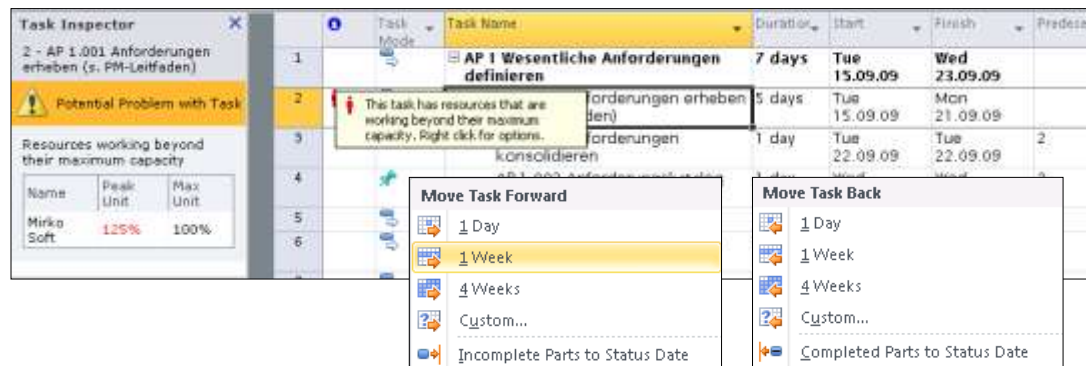 Task Inspector
2 - AP 1.001 Anforderungen
erheben (s. PM-Leitfaden)
Potential Problem with Task
Resources working beyond
their maximum capacity
Name Peak Unit Max Unit
Mirko Soft 125% 100%
Task Mode Task Name Duration Start Finish
1 AP 1 Wesentliche Anforderungen 7 days Tue Wed
definieren 15.09.09 23.09.09
2 forderungen erheben 5 days Tue Mon
den) 15.09.09 21.09.09
This task has resources that are
working beyond their maximum
capacity. Right click for options.
3 forderungen 1 day Tue Tue 2
konsolidieren 22.09.09 22.09.09
4
5
6
Move Task Forward
1 Day
1 Week
4 Weeks
Custom...
Incomplete Parts to Status Date
Move Task Back
1 Day
1 Week
4 Weeks
Custom...
Completed Parts to Status Date